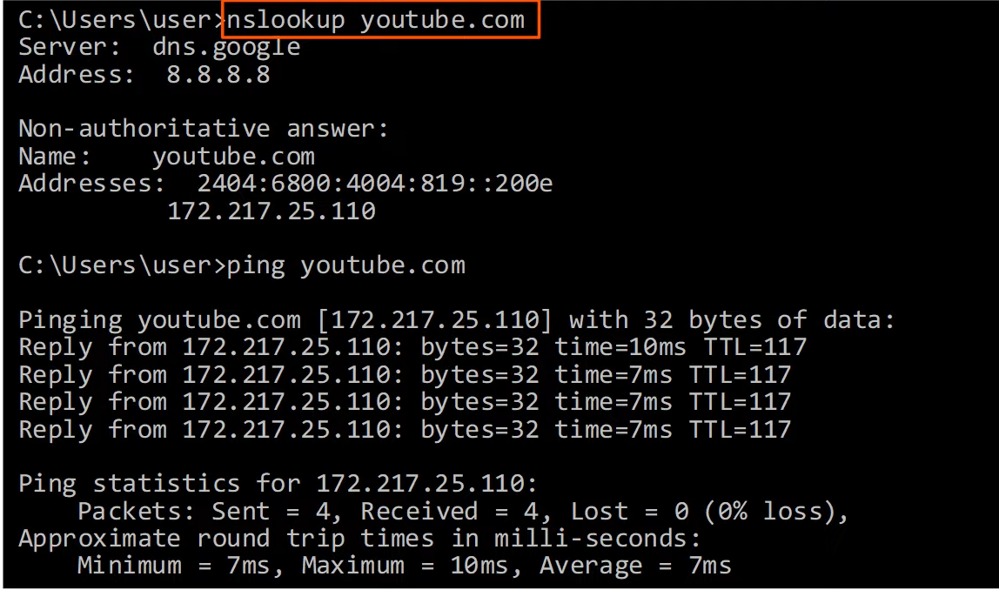 C:\Users\user>nslookup youtube.com
Server:  dns.google
Address:  8.8.8.8
Non-authoritative answer:
Name:    youtube.com
Addresses:  2404:6800:4004:819::200e
172.217.25.110
C:\Users\user>ping youtube.com
Pinging youtube.com [172.217.25.110] with 32 bytes of data:
Reply from 172.217.25.110: bytes=32 time=10ms TTL=117
Reply from 172.217.25.110: bytes=32 time=7ms TTL=117
Reply from 172.217.25.110: bytes=32 time=7ms TTL=117
Reply from 172.217.25.110: bytes=32 time=7ms TTL=117
Ping statistics for 172.217.25.110:
Packets: Sent = 4, Received = 4, Lost = 0 (0% loss),
Approximate round trip times in milli-seconds:
Minimum = 7ms, Maximum = 10ms, Average = 7ms